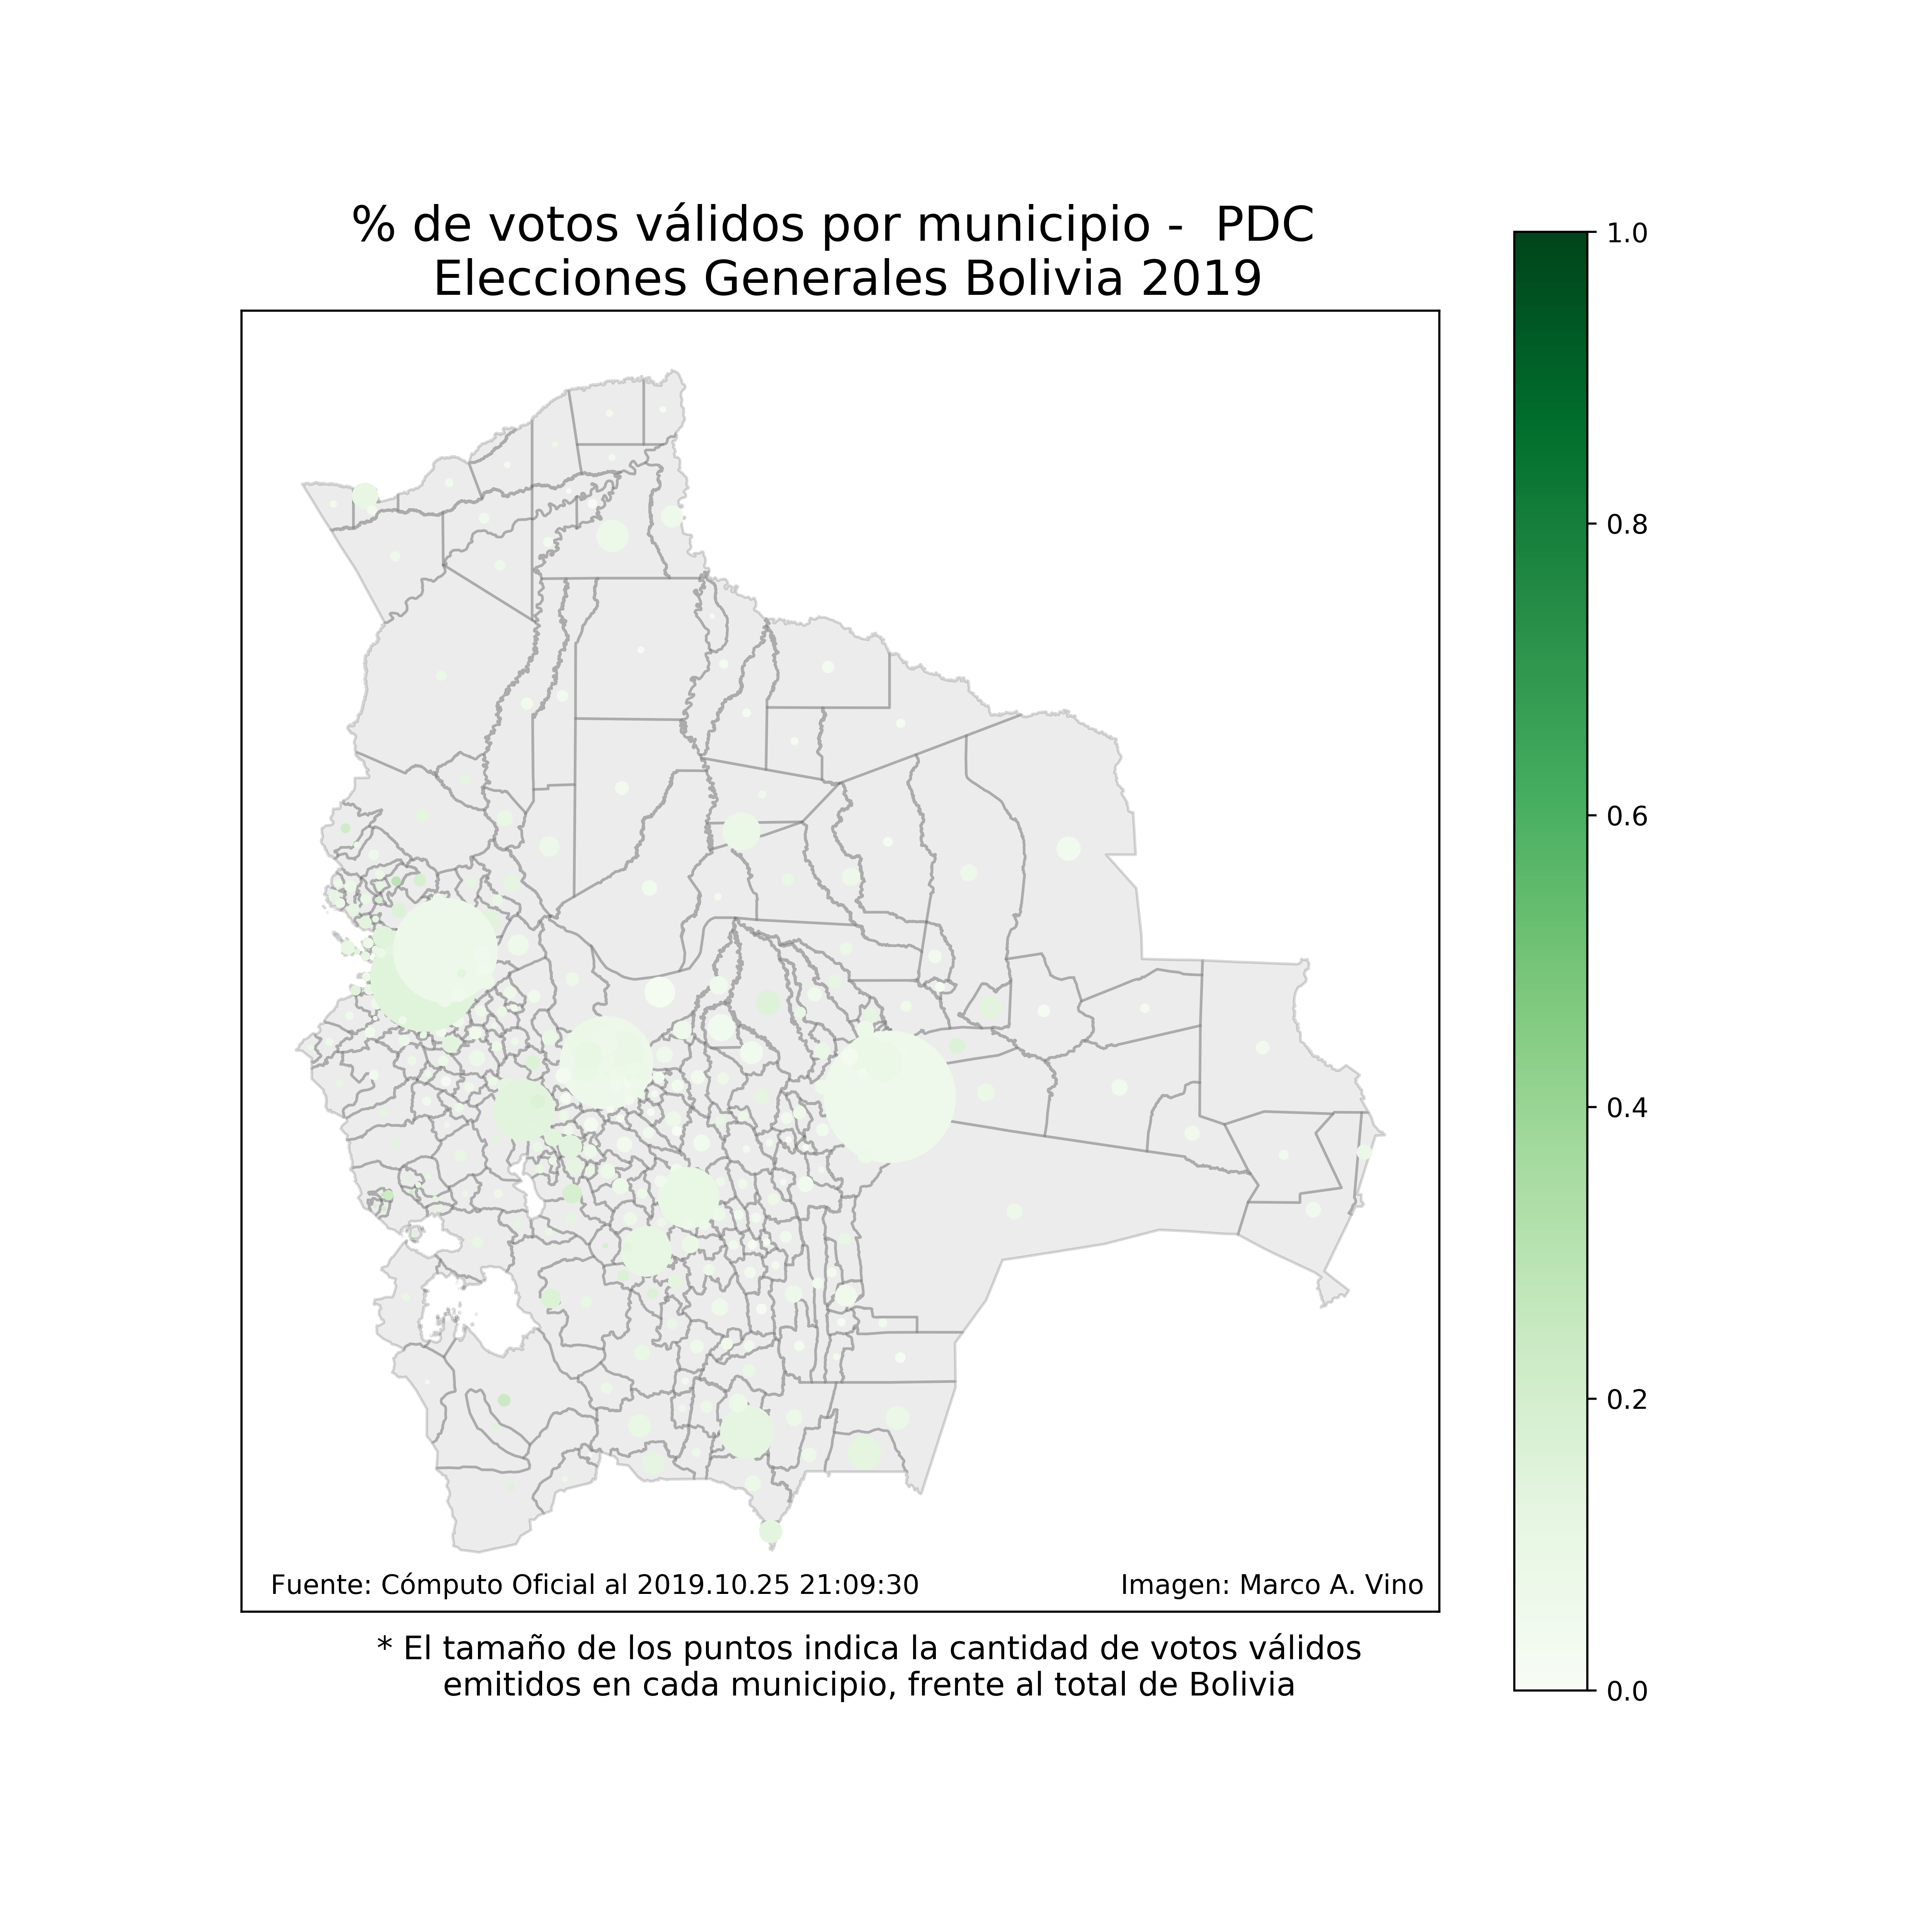 % de votos válidos por municipio -  PDC
Elecciones Generales Bolivia 2019
1.0
0.8
0.6
0.4
0.2
0.0
Fuente: Cómputo Oficial al 2019.10.25 21:09:30
Imagen: Marco A. Vino
* El tamaño de los puntos indica la cantidad de votos válidos
emitidos en cada municipio, frente al total de Bolivia